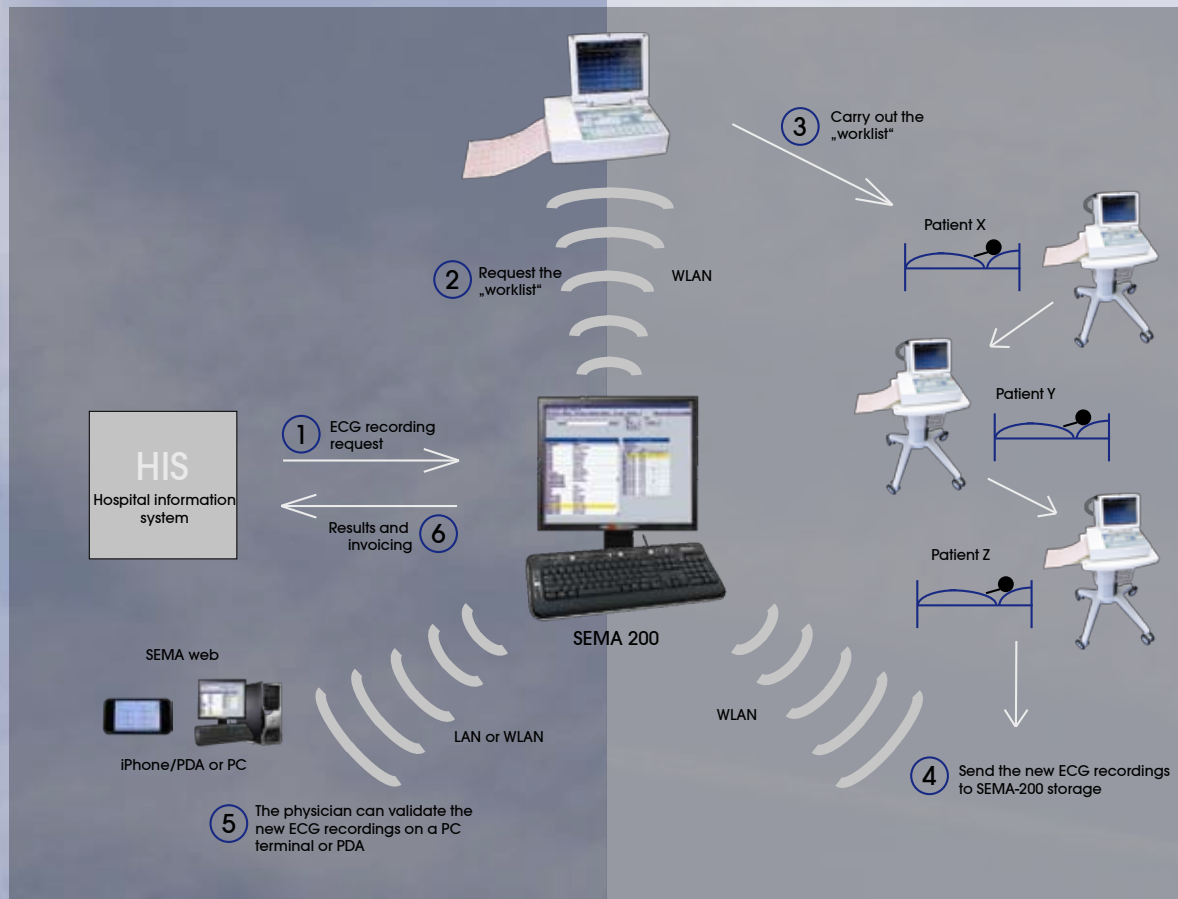 3
Carry out the
„worklist“
Patient X
2
Request the
„worklist“
WLAN
Patient Y
1
ECG recording
request
HIS
Hospital information
system
Results and
invoicing
6
Patient Z
SEMA 200
SEMA web
WLAN
LAN or WLAN
iPhone/PDA or PC
4
Send the new ECG recordings
to SEMA-200 storage
5
The physician can validate the
new ECG recordings on a PC
terminal or PDA